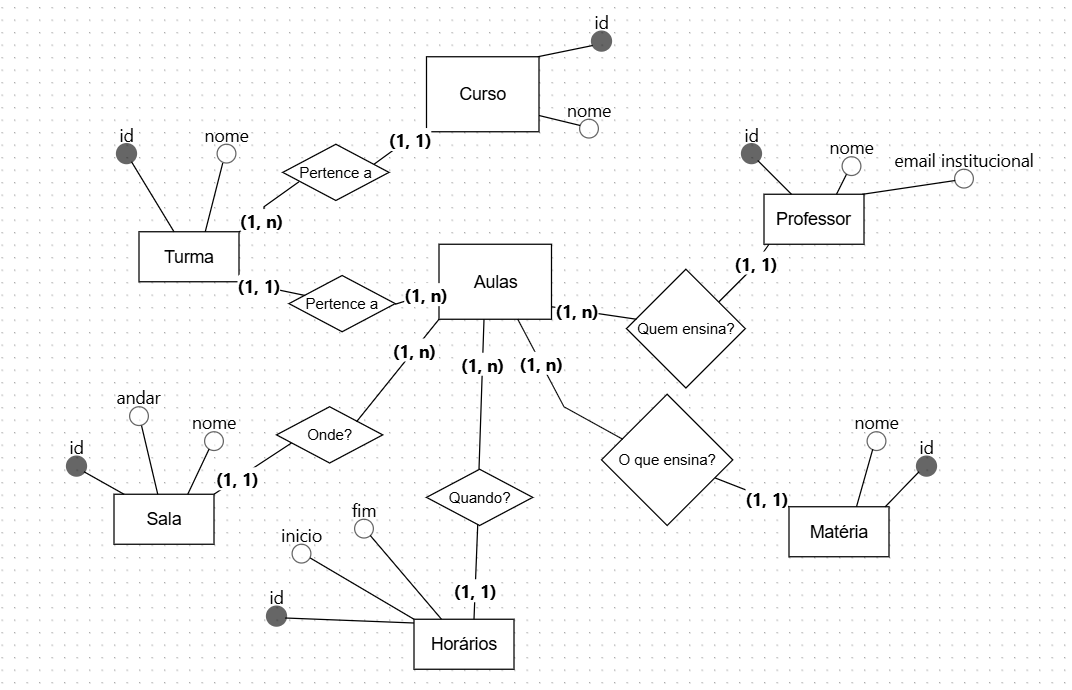 id
Curso
nome
(1, 1)
id
nome
Pertence a
(1, n)
Turma
id
nome
email institucional
Professor
(1, 1)
(1, 1)
Pertence a
(1, n)
Aulas
(1, n)
Quem ensina?
(1, n)
(1, n)
(1, n)
andar
nome
id
Onde?
(1, 1)
Sala
O que ensina?
nome
id
(1, 1)
Matéria
Quando?
fim
inicio
id
(1, 1)
Horários